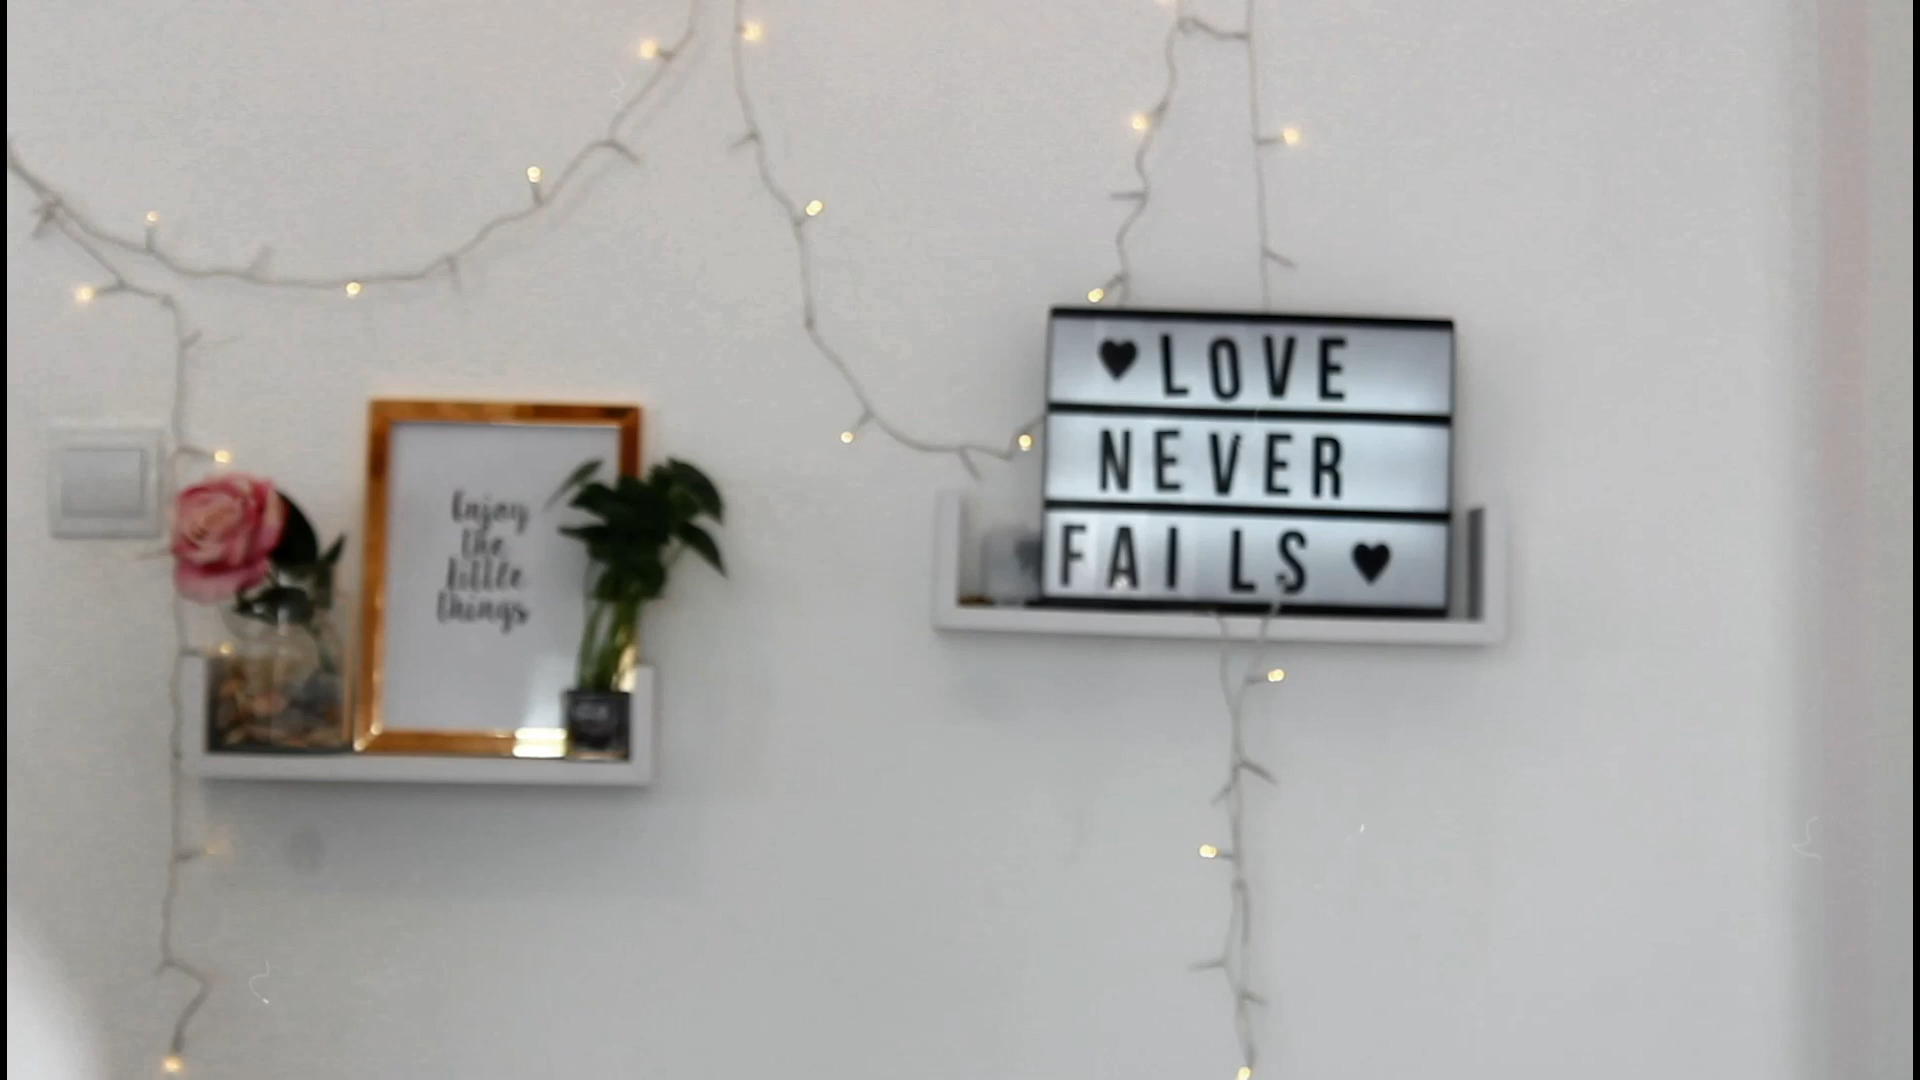 Enjoy
the
little
things
♥ LOVE
NEVER
FAILS ♥